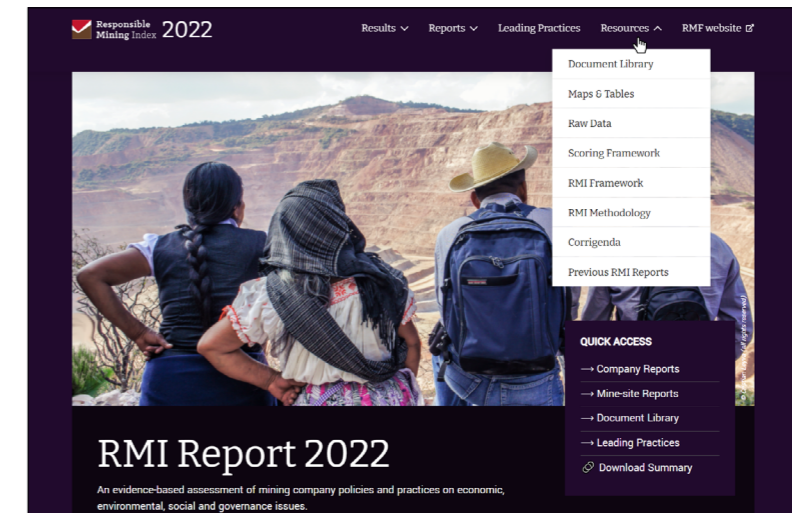 Responsible
Mining Index 2022
Results
Reports
Leading Practices
Resources
RMF website
Document Library
Maps & Tables
Raw Data
Scoring Framework
RMI Framework
RMI Methodology
Corrigenda
Previous RMI Reports
All rights reserved)
QUICK ACCESS
→ Company Reports
→ Mine-site Reports
→ Document Library
→ Leading Practices
Download Summary
RMI Report 2022
An evidence-based assessment of mining company policies and practices on economic,
environmental, social and governance issues.